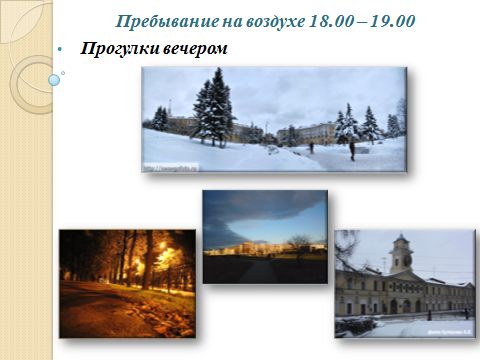 Пребывание на воздухе 18.00 – 19.00
Прогулки вечером